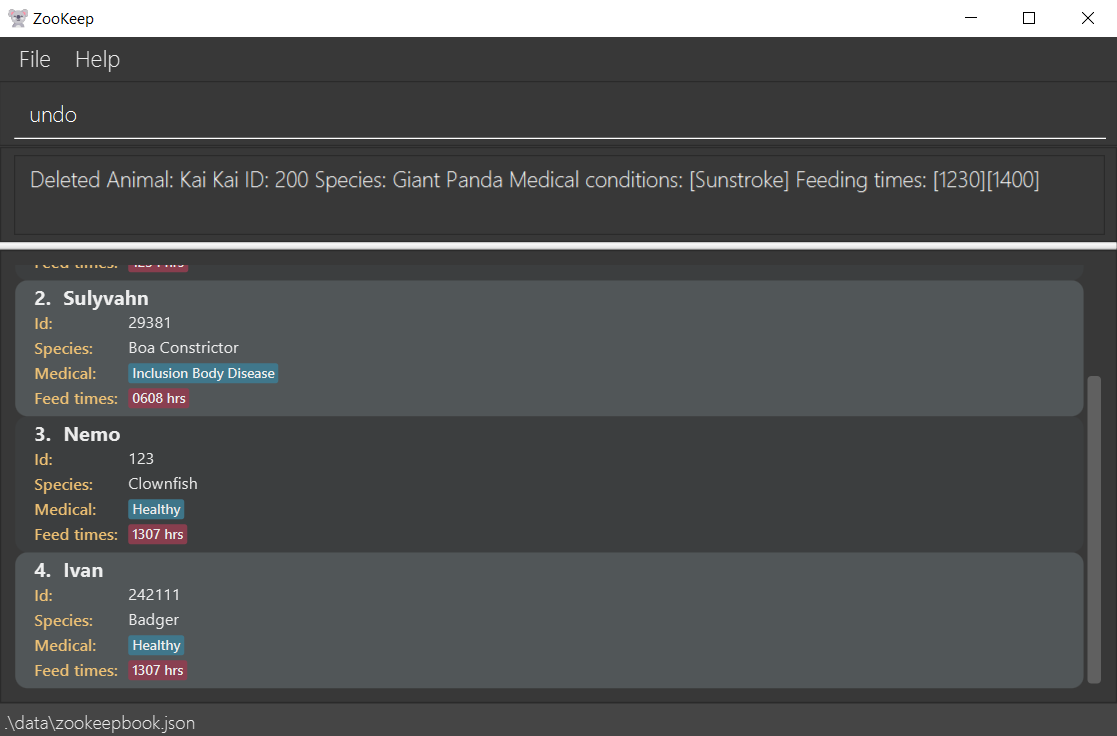 ZooKeep
File Help
undo
Deleted Animal: Kai Kai ID: 200 Species: Giant Panda Medical conditions: [Sunstroke] Feeding times: [1230][1400]
Feed times:
2. Sulyvahn
Id: 29381
Species: Boa Constrictor
Medical: Inclusion Body Disease
Feed times: 0608 hrs
3. Nemo
Id: 123
Species: Clownfish
Medical: Healthy
Feed times: 1307 hrs
4. Ivan
Id: 242111
Species: Badger
Medical: Healthy
Feed times: 1307 hrs
.\data\zookeepbook.json